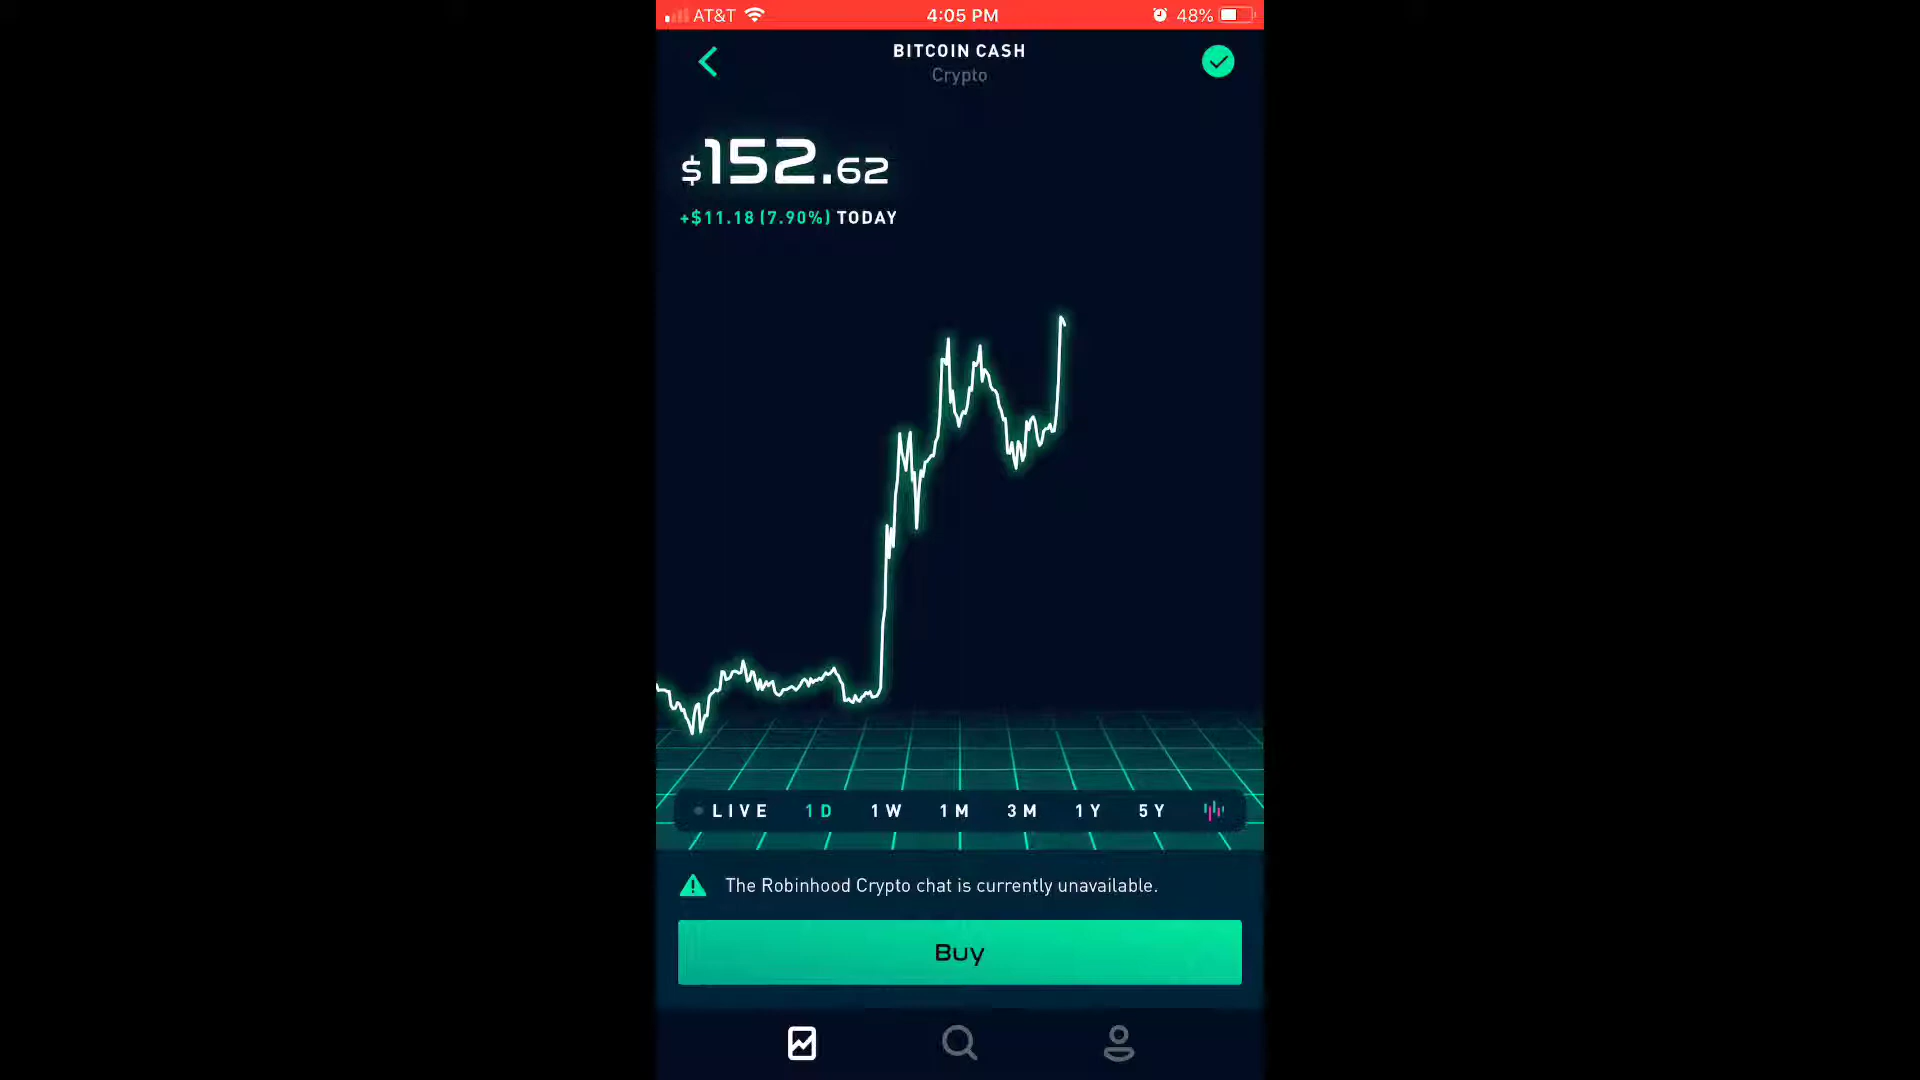 AT&T 4:05 PM 48%
BITCOIN CASH
Crypto
$152.62
+$11.18 (7.90%) TODAY
LIVE 1D 1W 1M 3M 1Y 5Y
The Robinhood Crypto chat is currently unavailable.
Buy